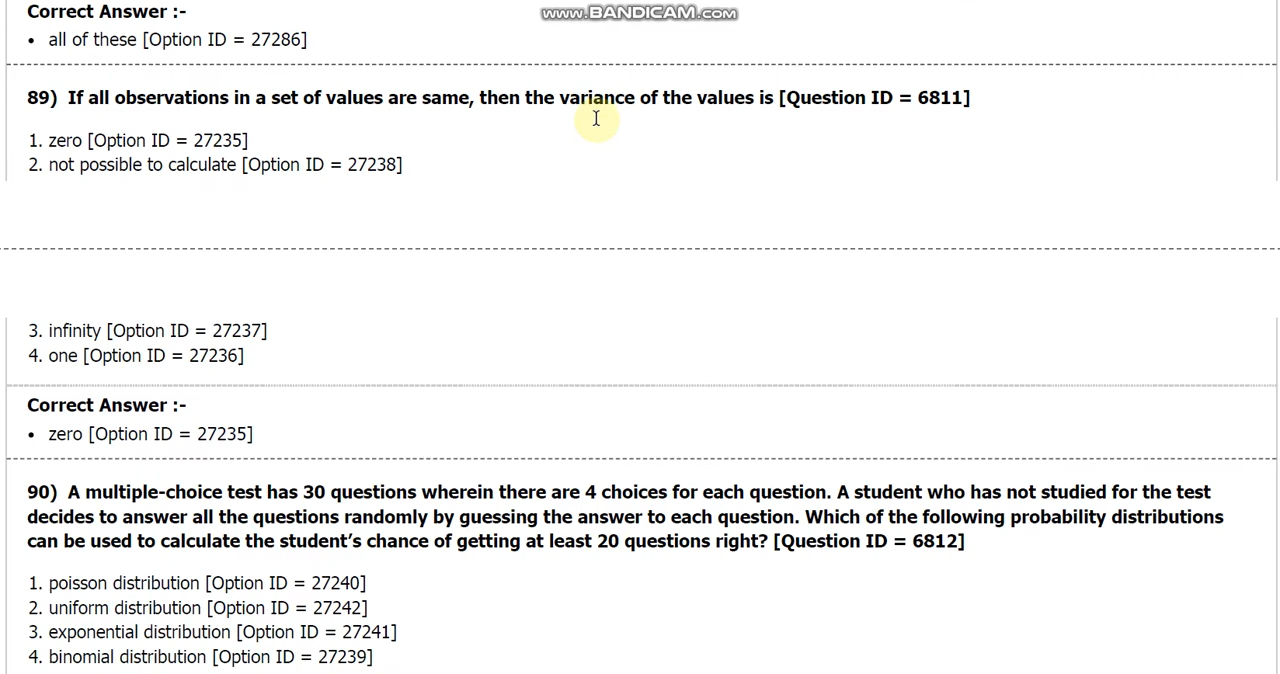 Correct Answer :-
www.BANDICAM.com
• all of these [Option ID = 27286]
89) If all observations in a set of values are same, then the variance of the values is [Question ID = 6811]
1. zero [Option ID = 27235]
2. not possible to calculate [Option ID = 27238]
3. infinity [Option ID = 27237]
4. one [Option ID = 27236]
Correct Answer :-
• zero [Option ID = 27235]
90) A multiple-choice test has 30 questions wherein there are 4 choices for each question. A student who has not studied for the test
decides to answer all the questions randomly by guessing the answer to each question. Which of the following probability distributions
can be used to calculate the student’s chance of getting at least 20 questions right? [Question ID = 6812]
1. poisson distribution [Option ID = 27240]
2. uniform distribution [Option ID = 27242]
3. exponential distribution [Option ID = 27241]
4. binomial distribution [Option ID = 27239]